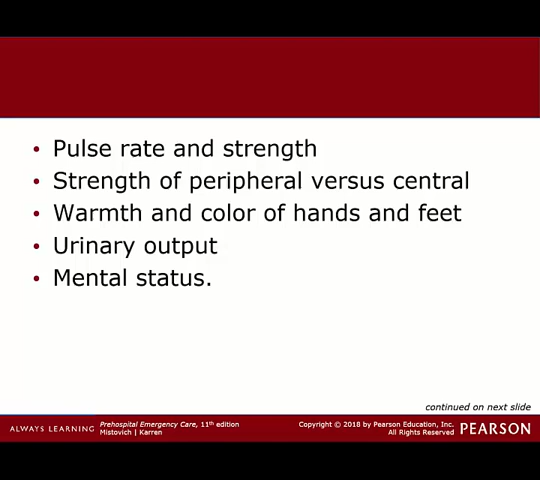 • Pulse rate and strength
• Strength of peripheral versus central
• Warmth and color of hands and feet
• Urinary output
• Mental status.
continued on next slide
ALWAYS LEARNING
Prehospital Emergency Care, 11th edition
Mistovich | Karren
Copyright © 2018 by Pearson Education, Inc.
All Rights Reserved
PEARSON